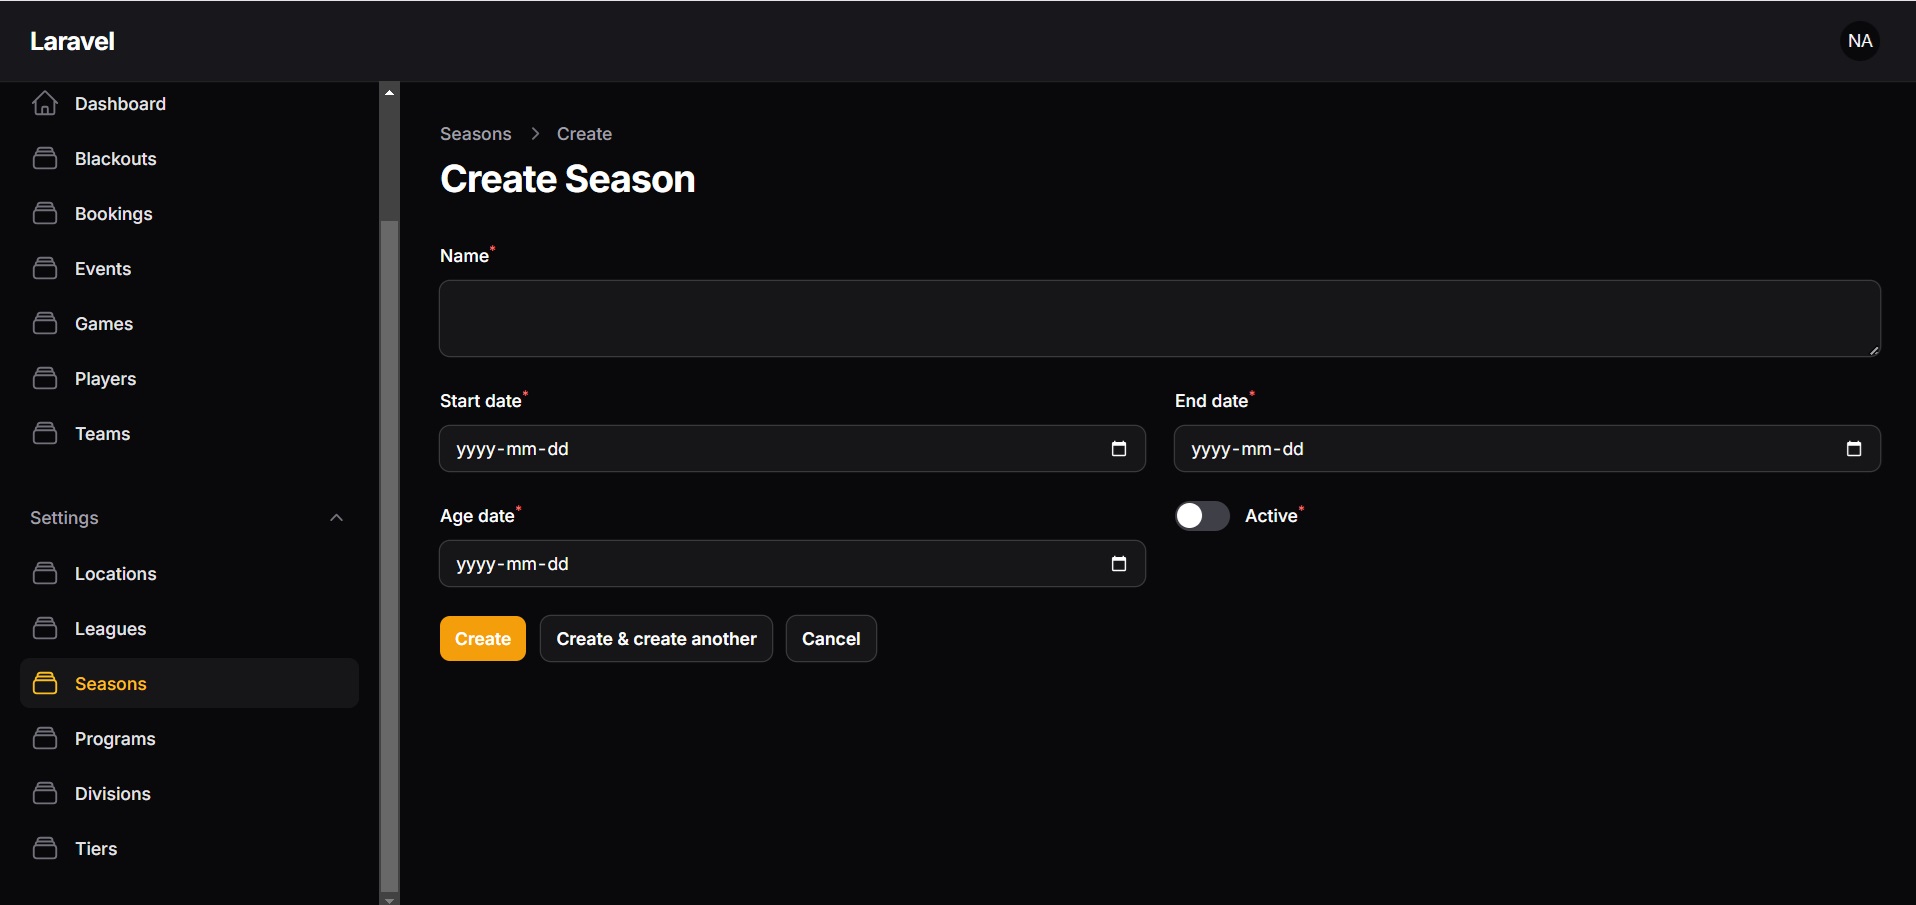 Laravel
NA
Dashboard
Blackouts
Bookings
Events
Games
Players
Teams
Settings
Locations
Leagues
Seasons
Programs
Divisions
Tiers
Seasons > Create
Create Season
Name*
Start date*
End date*
yyyy-mm-dd
yyyy-mm-dd
Age date*
Active*
yyyy-mm-dd
Create
Create & create another
Cancel